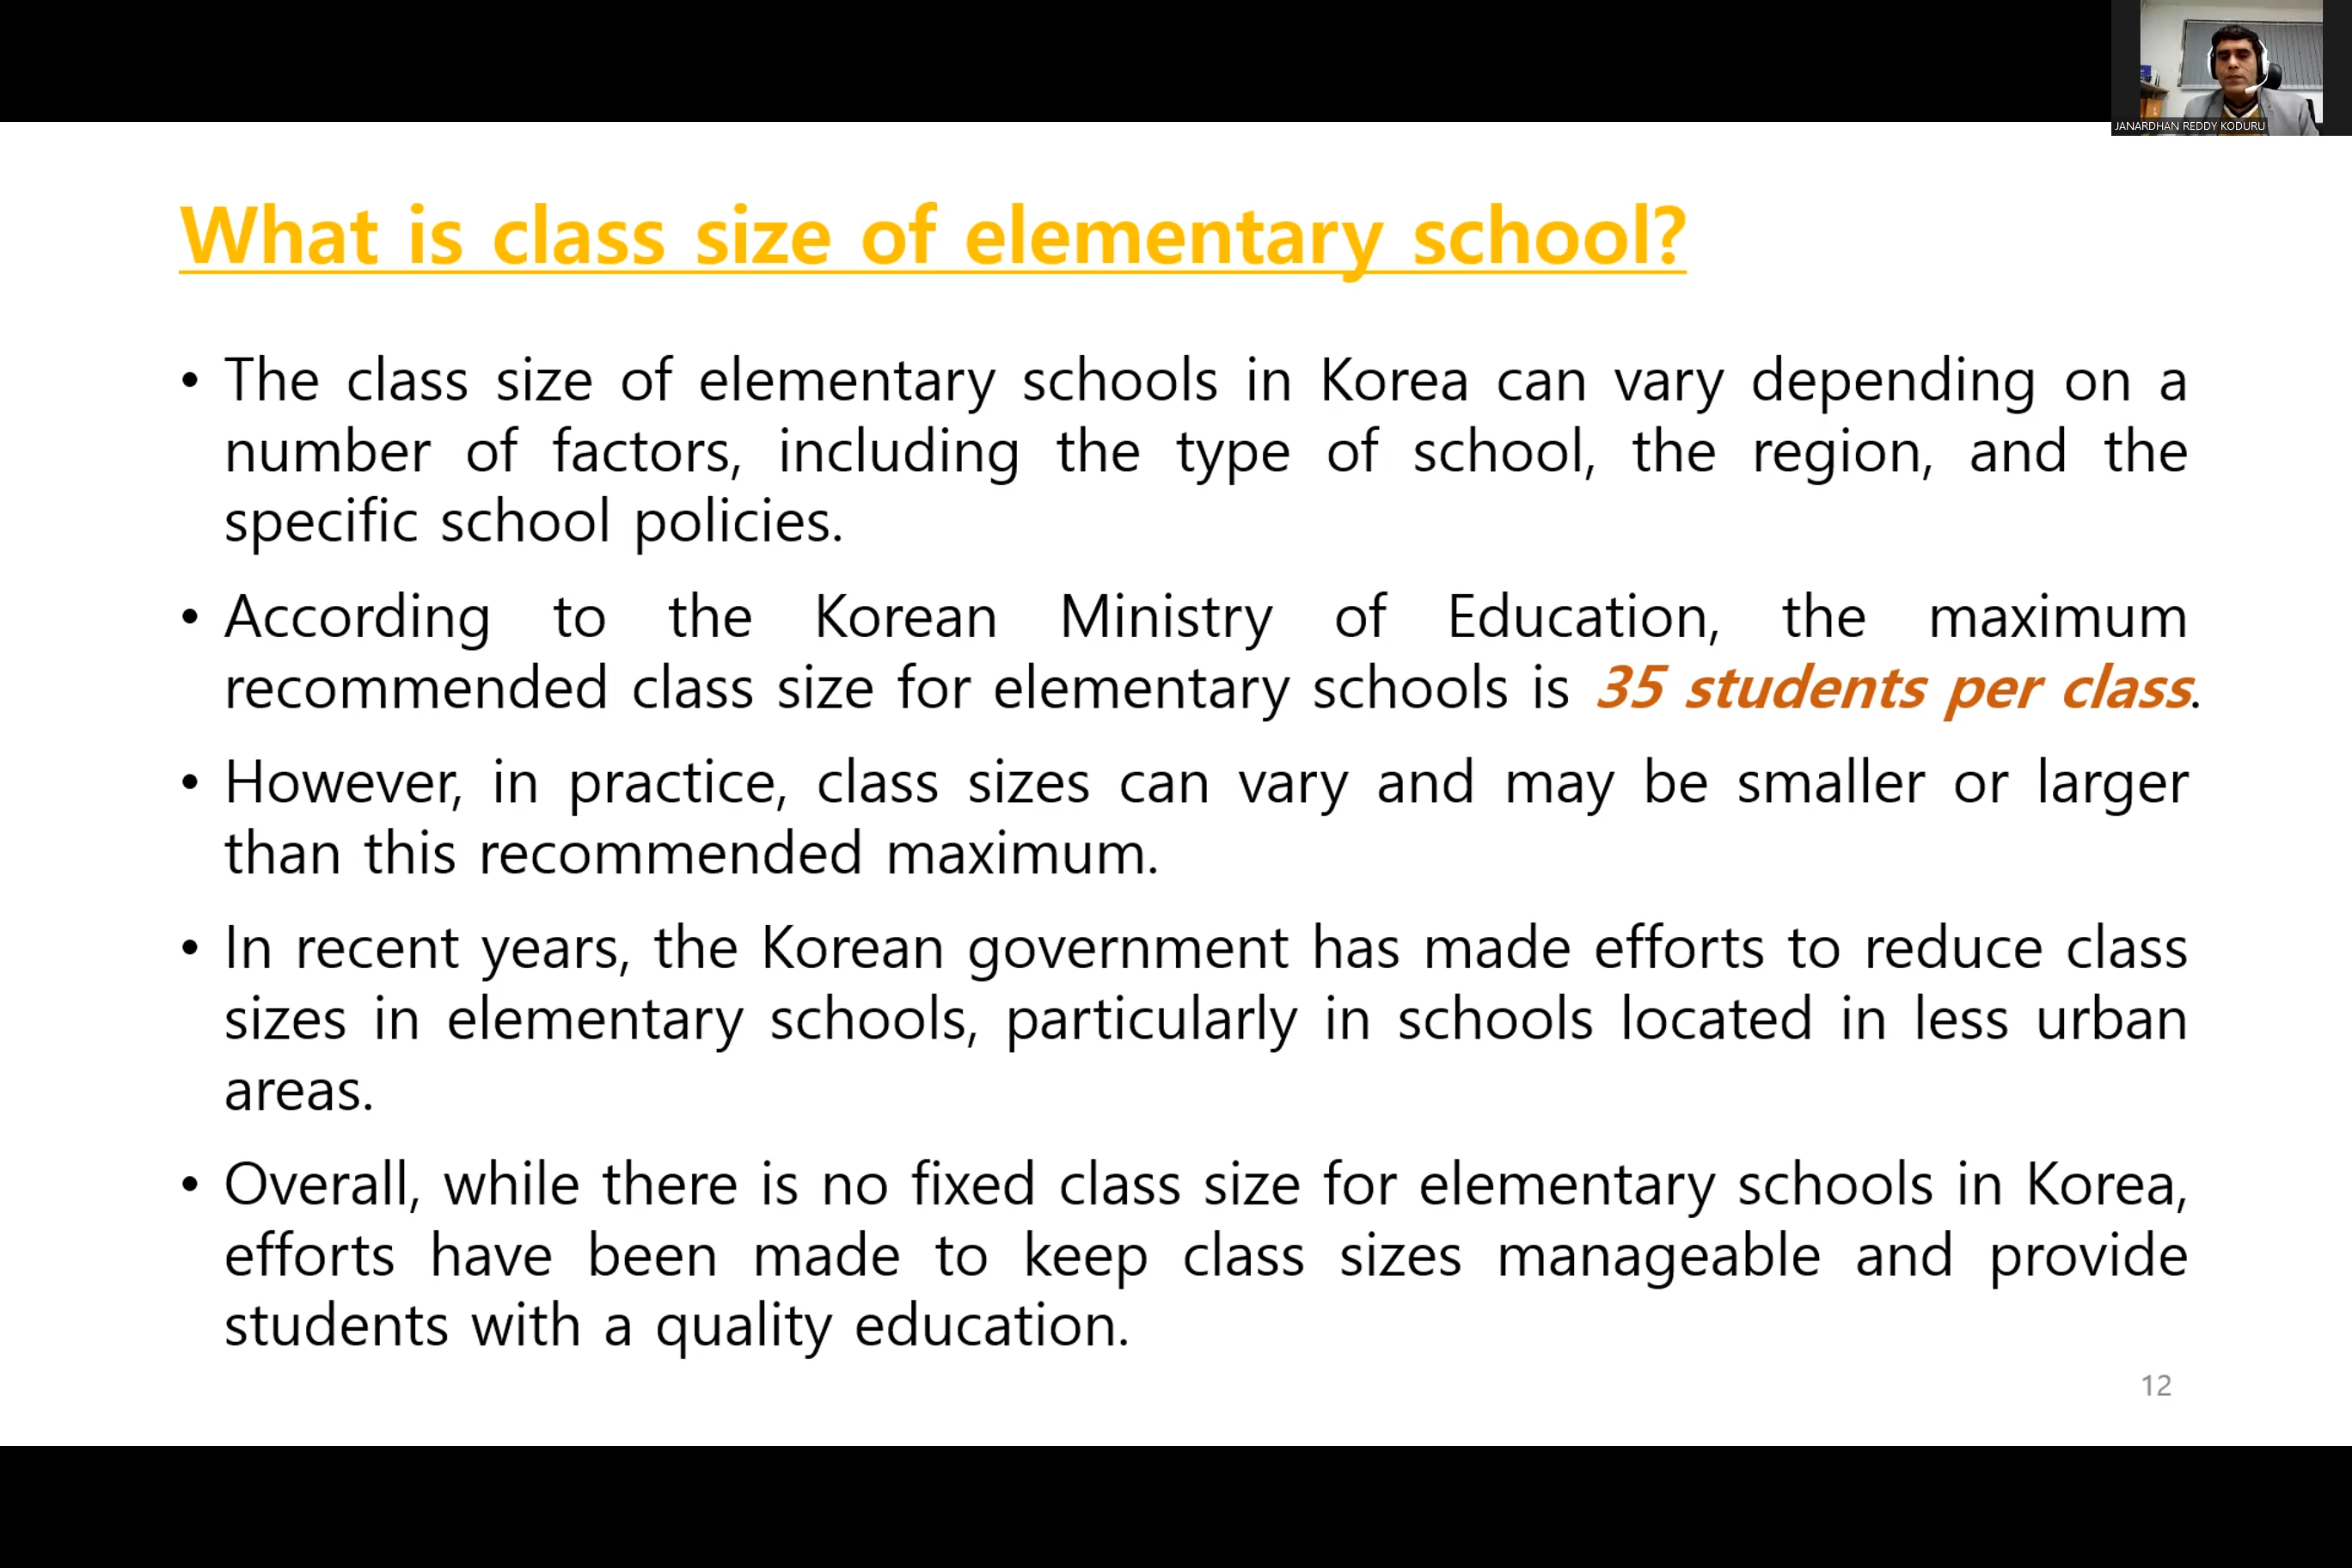 JANARDHAN REDDY KODURU
What is class size of elementary school?
• The class size of elementary schools in Korea can vary depending on a
number of factors, including the type of school, the region, and the
specific school policies.
• According to the Korean Ministry of Education, the maximum
recommended class size for elementary schools is 35 students per class.
• However, in practice, class sizes can vary and may be smaller or larger
than this recommended maximum.
• In recent years, the Korean government has made efforts to reduce class
sizes in elementary schools, particularly in schools located in less urban
areas.
• Overall, while there is no fixed class size for elementary schools in Korea,
efforts have been made to keep class sizes manageable and provide
students with a quality education.
12